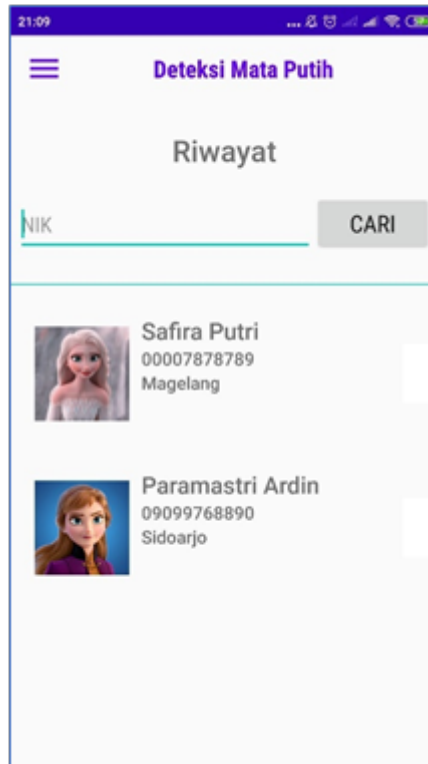 21:09
...
Deteksi Mata Putih
Riwayat
NIK
CARI
Safira Putri
00007878789
Magelang
Paramastri Ardin
09099768890
Sidoarjo